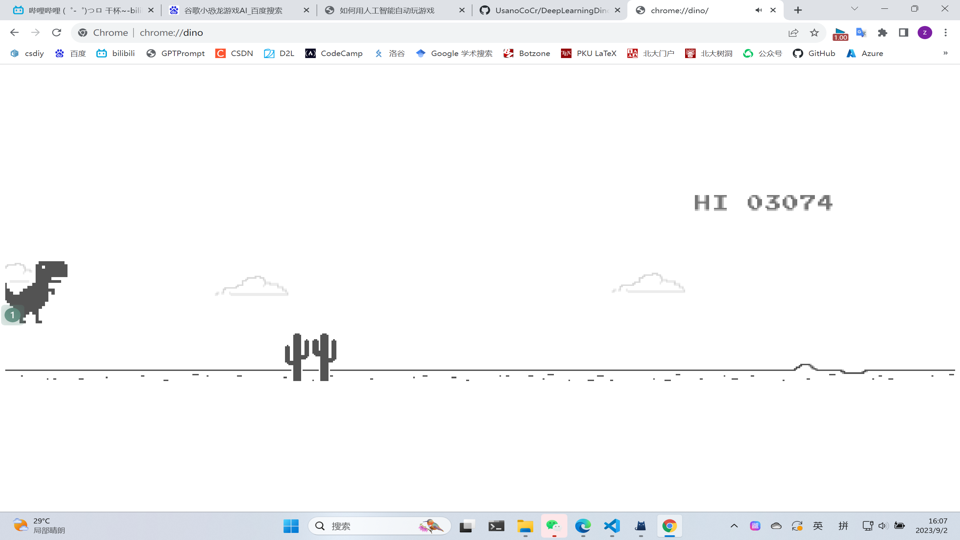 哔哩哔哩 (゜-゜)つロ 干杯~-bili
谷歌小恐龙游戏AI_百度搜索
如何用人工智能自动玩游戏
UsanoCoCr/DeepLearningDin
chrome://dino/
Chrome | chrome://dino
1.00
z
csdiy
百度
bilibili
GPTPrompt
CSDN
D2L
CodeCamp
洛谷
Google 学术搜索
Botzone
PKU LaTeX
北大门户
北大树洞
公众号
GitHub
Azure
»
HI 03074
1
29°C
局部晴朗
搜索
英
拼
16:07
2023/9/2